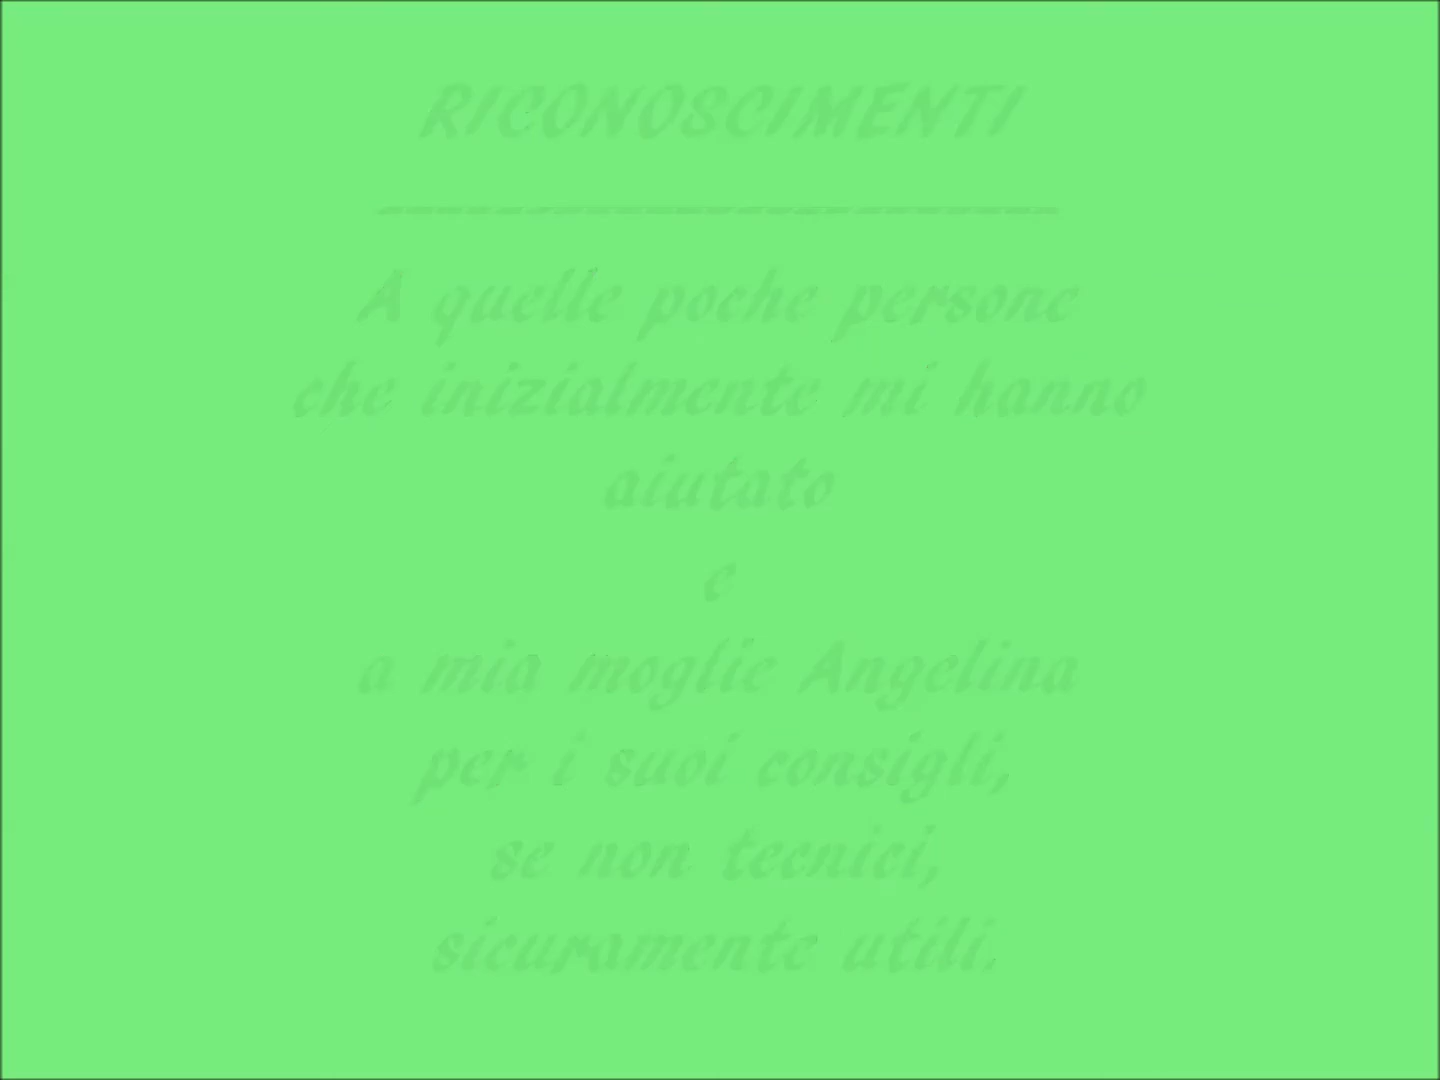 RICONOSCIMENTI
------------------------
A quelle poche persone
che inizialmente mi hanno
aiutato
e
a mia moglie Angelina
per i suoi consigli,
se non tecnici,
sicuramente utili.